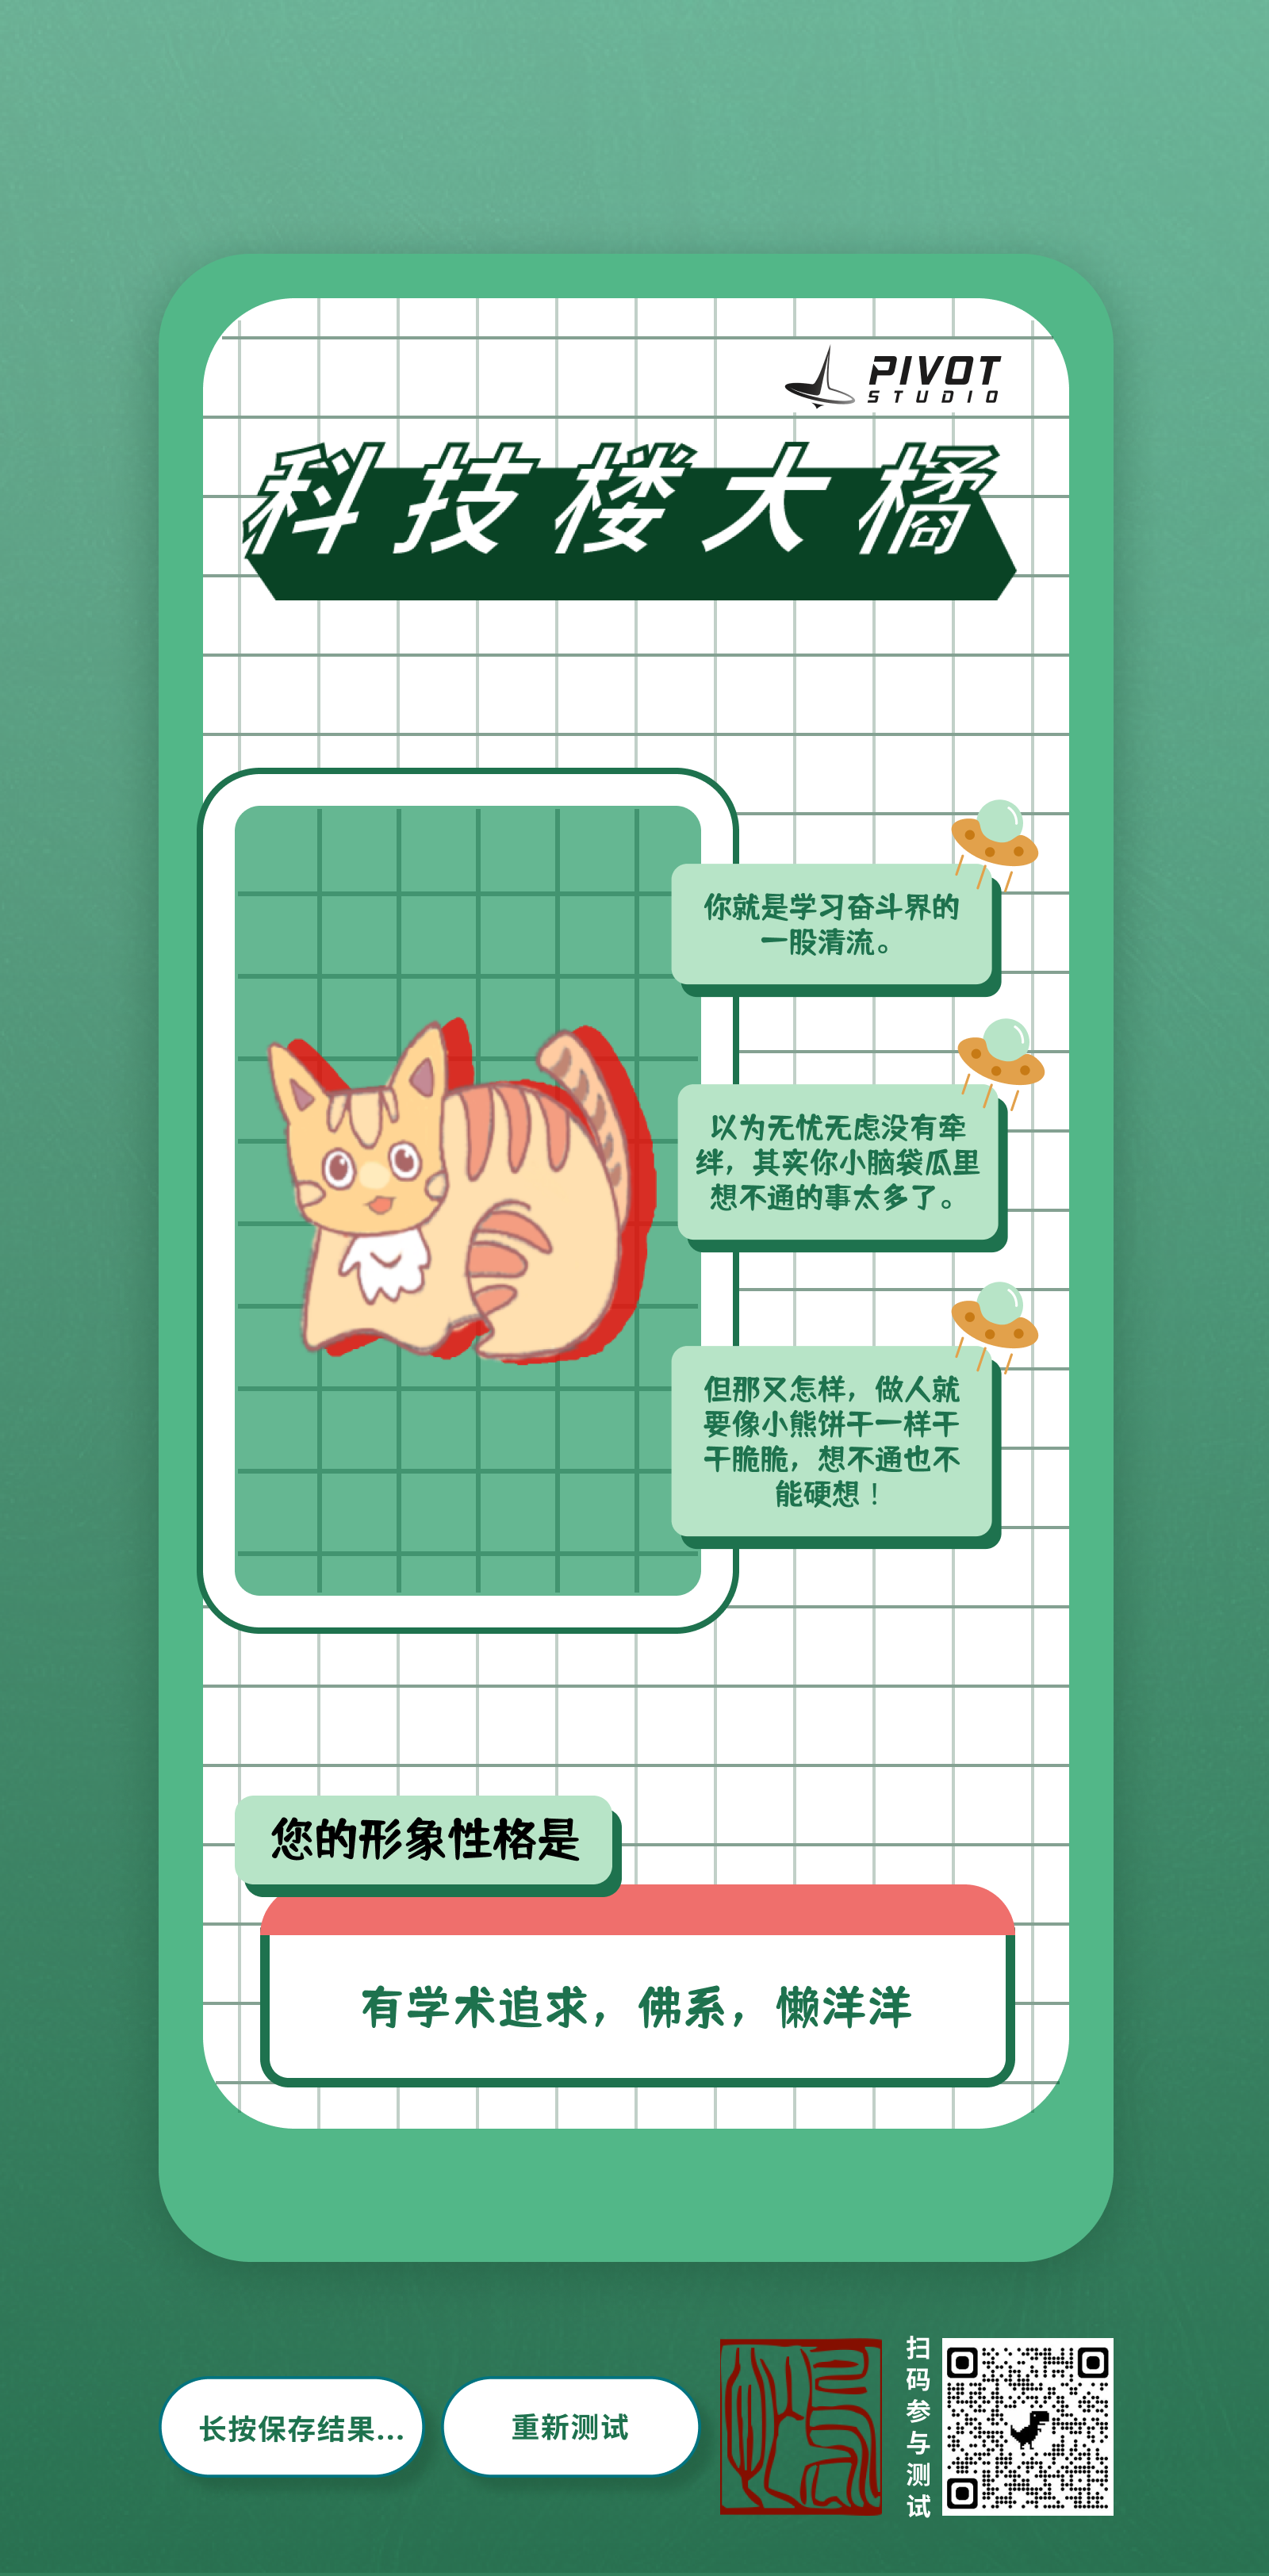 PIVOT
STUDIO
科技楼大橘
你就是学习奋斗界的
一股清流。
以为无忧无虑没有牵
绊，其实你小脑袋瓜里
想不通的事太多了。
但那又怎样，做人就
要像小熊饼干一样干
干脆脆，想不通也不
能硬想！
您的形象性格是
有学术追求，佛系，懒洋洋
长按保存结果...
重新测试
扫码参与测试